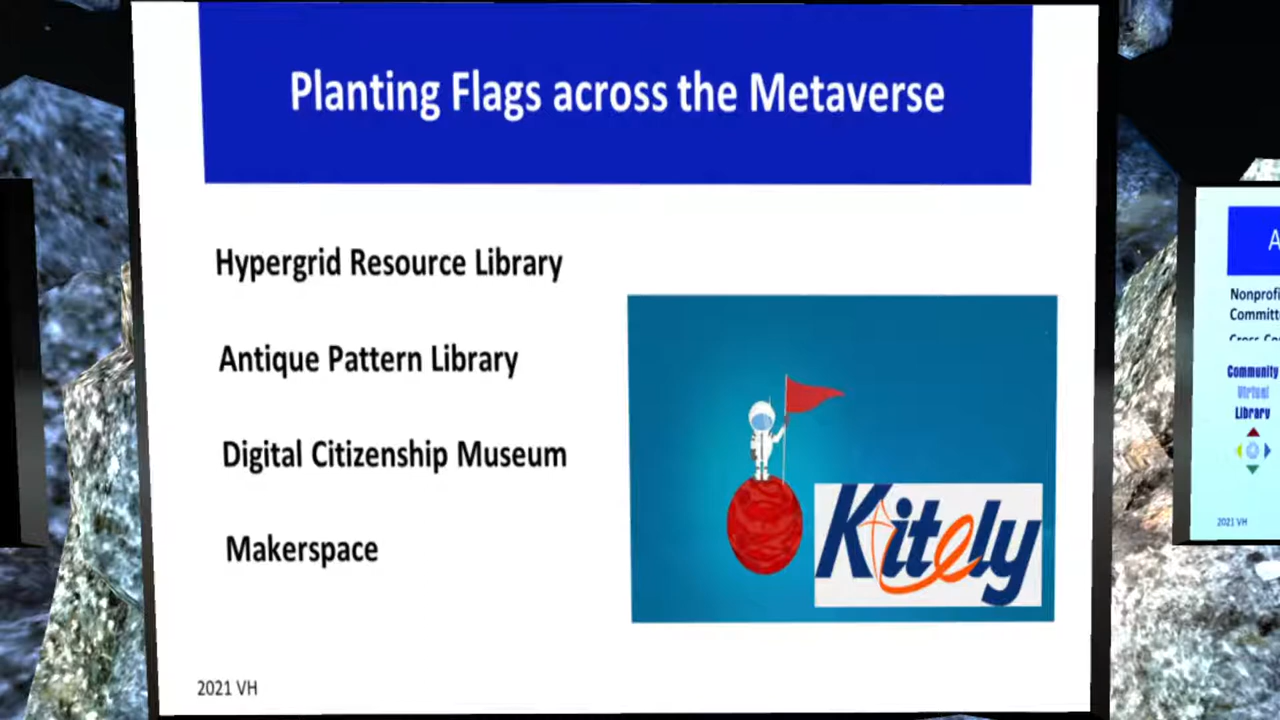 Planting Flags across the Metaverse
Hypergrid Resource Library
Antique Pattern Library
Digital Citizenship Museum
Makerspace
Kitely
2021 VH
A
Nonprofi
Committ
Community
Virtual
Library
2021 VH